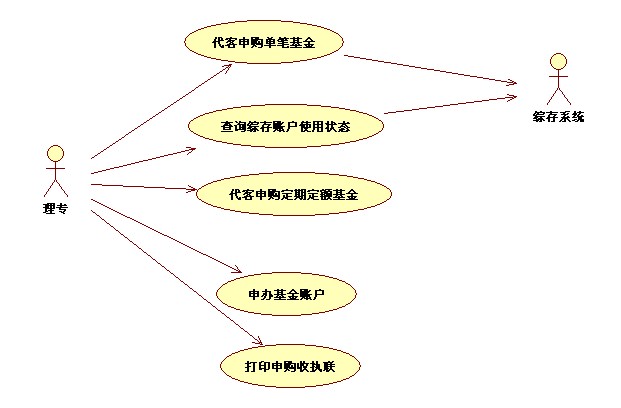 代客申购单笔基金
综存系统
查询综存账户使用状态
理专
代客申购定期定额基金
申办基金账户
打印申购收执联